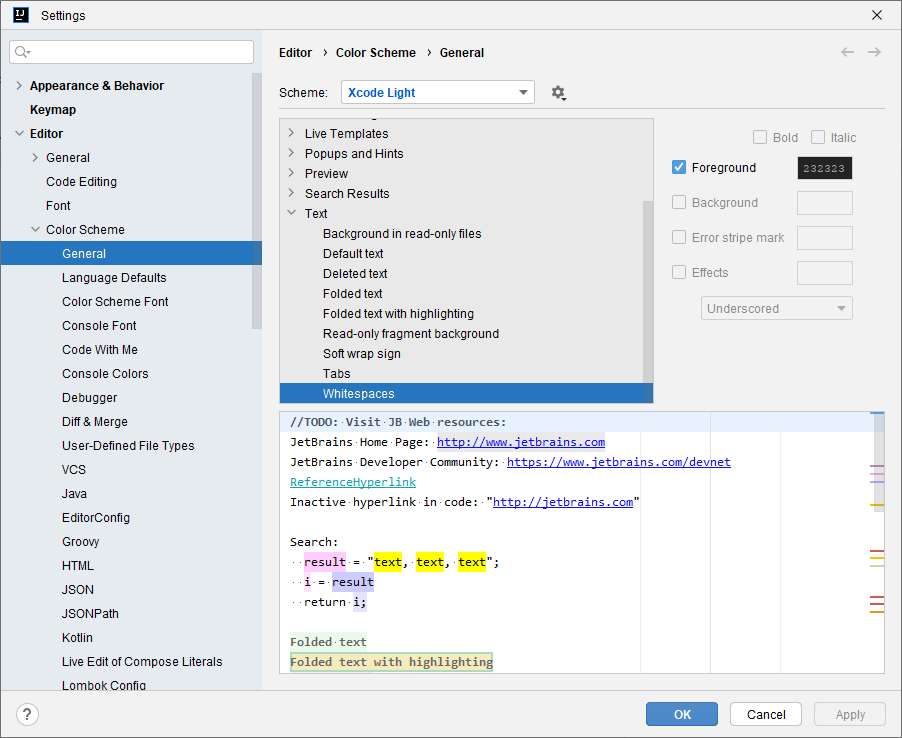 Settings
Editor › Color Scheme › General
Appearance & Behavior
Keymap
Editor
General
Code Editing
Font
Color Scheme
General
Language Defaults
Color Scheme Font
Console Font
Code With Me
Console Colors
Debugger
Diff & Merge
User-Defined File Types
VCS
Java
EditorConfig
Groovy
HTML
JSON
JSONPath
Kotlin
Live Edit of Compose Literals
Lombok Config
Scheme: Xcode Light
Live Templates
Popups and Hints
Preview
Search Results
Text
Background in read-only files
Default text
Deleted text
Folded text
Folded text with highlighting
Read-only fragment background
Soft wrap sign
Tabs
Whitespaces
Bold Italic
Foreground 232323
Background
Error stripe mark
Effects
Underscored
//TODO: Visit JB Web resources:
JetBrains Home Page: http://www.jetbrains.com
JetBrains Developer Community: https://www.jetbrains.com/devnet
ReferenceHyperlink
Inactive hyperlink in code: "http://jetbrains.com"
Search:
result = "text, text, text";
i = result
return i;
Folded text
Folded text with highlighting
?
OK Cancel Apply